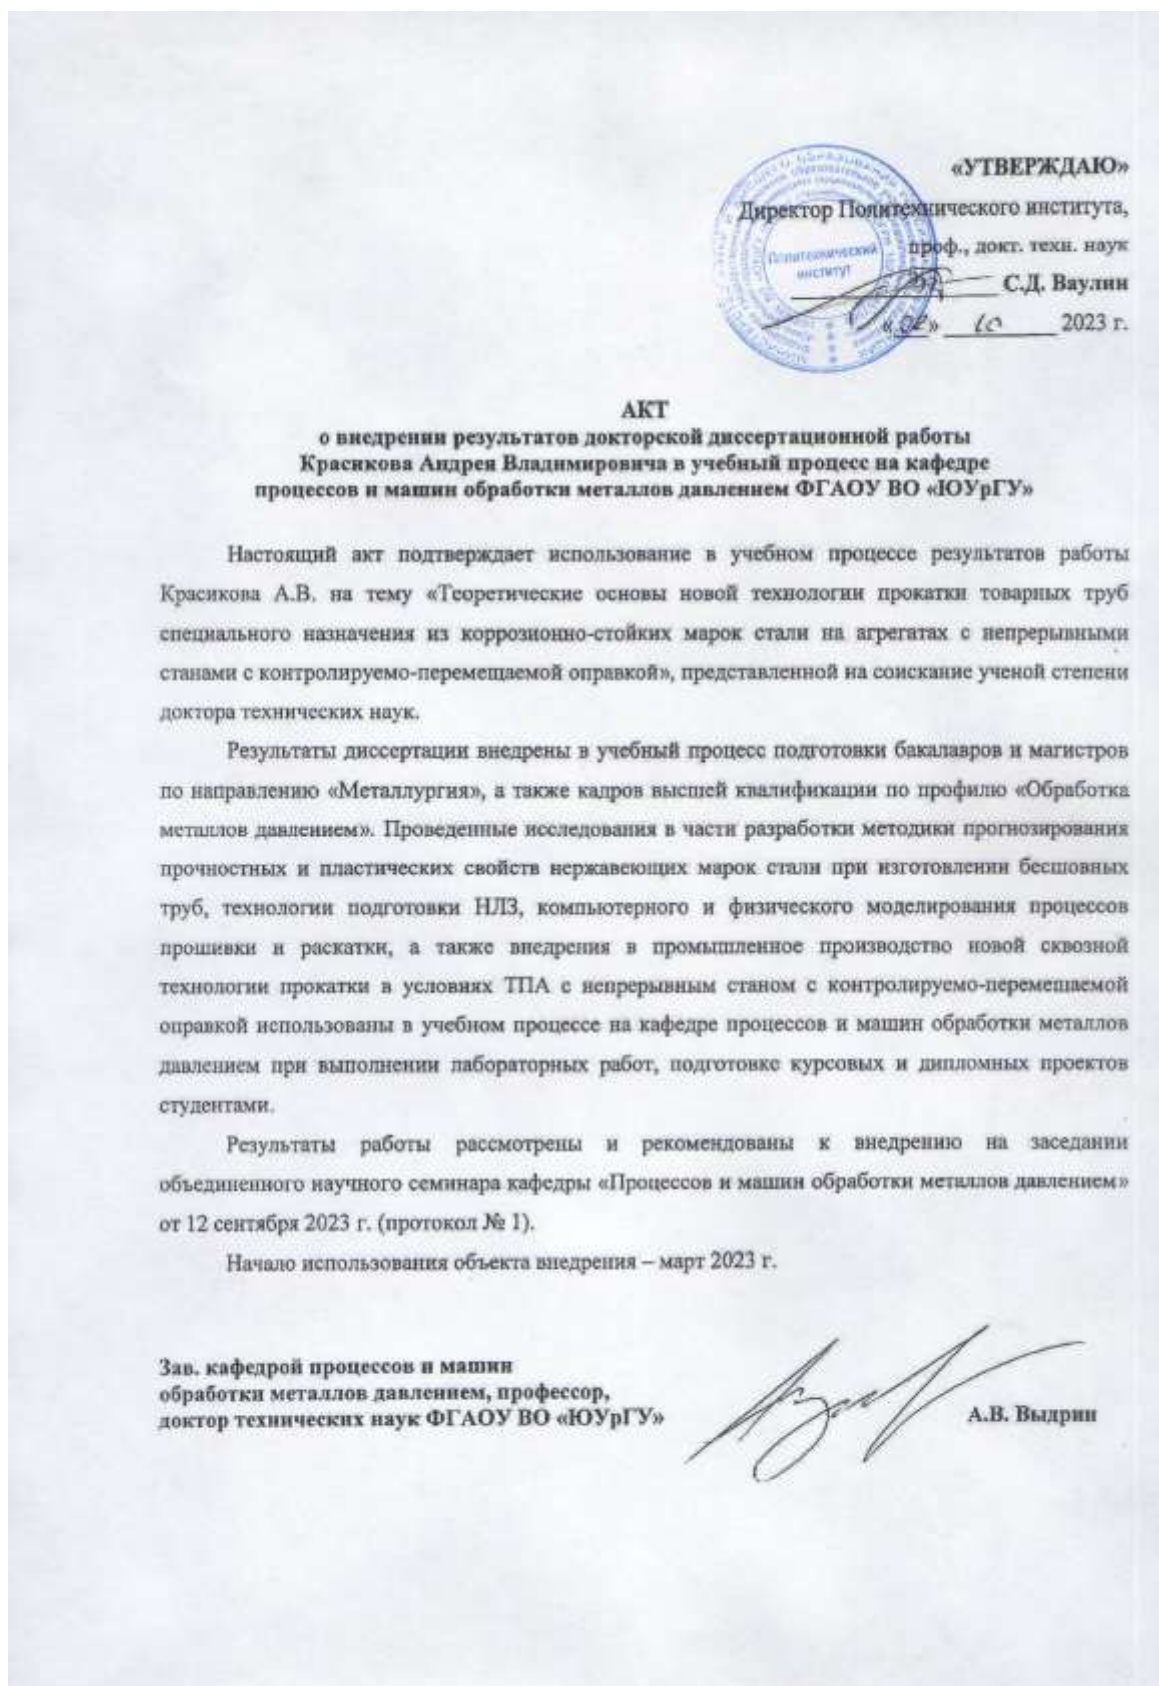 «УТВЕРЖДАЮ»
Директор Политехнического института,
проф., докт. техн. наук
Политехнический
институт
С.Д. Ваулин
«02» 10 2023 г.
АКТ
о внедрении результатов докторской диссертационной работы
Красикова Андрея Владимировича в учебный процесс на кафедре
процессов и машин обработки металлов давлением ФГАОУ ВО «ЮУрГУ»
Настоящий акт подтверждает использование в учебном процессе результатов работы
Красикова А.В. на тему «Теоретические основы новой технологии прокатки товарных труб
специального назначения из коррозионно-стойких марок стали на агрегатах с непрерывными
станами с контролируемо-перемещаемой оправкой», представленной на соискание ученой степени
доктора технических наук.
Результаты диссертации внедрены в учебный процесс подготовки бакалавров и магистров
по направлению «Металлургия», а также кадров высшей квалификации по профилю «Обработка
металлов давлением». Проведенные исследования в части разработки методики прогнозирования
прочностных и пластических свойств нержавеющих марок стали при изготовлении бесшовных
труб, технологии подготовки НЛЗ, компьютерного и физического моделирования процессов
прошивки и раскатки, а также внедрения в промышленное производство новой сквозной
технологии прокатки в условиях ТПА с непрерывным станом с контролируемо-перемещаемой
оправкой использованы в учебном процессе на кафедре процессов и машин обработки металлов
давлением при выполнении лабораторных работ, подготовке курсовых и дипломных проектов
студентами.
Результаты работы рассмотрены и рекомендованы к внедрению на заседании
объединенного научного семинара кафедры «Процессов и машин обработки металлов давлением»
от 12 сентября 2023 г. (протокол № 1).
Начало использования объекта внедрения – март 2023 г.
Зав. кафедрой процессов и машин
обработки металлов давлением, профессор,
доктор технических наук ФГАОУ ВО «ЮУрГУ»
А.В. Выдрин